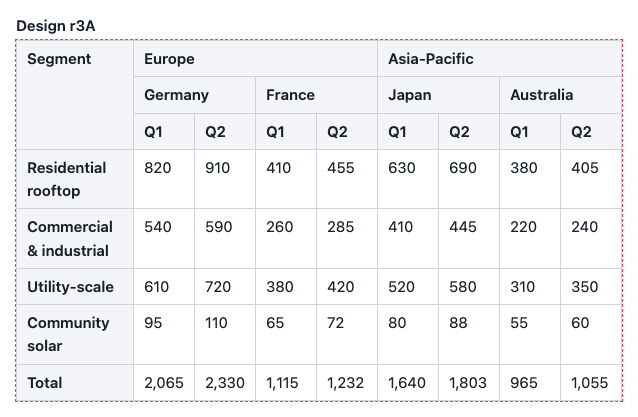 Design r3A
Segment Europe Asia-Pacific
Germany France Japan Australia
Q1 Q2 Q1 Q2 Q1 Q2 Q1 Q2
Residential 820 910 410 455 630 690 380 405
rooftop
Commercial 540 590 260 285 410 445 220 240
& industrial
Utility-scale 610 720 380 420 520 580 310 350
Community 95 110 65 72 80 88 55 60
solar
Total 2,065 2,330 1,115 1,232 1,640 1,803 965 1,055